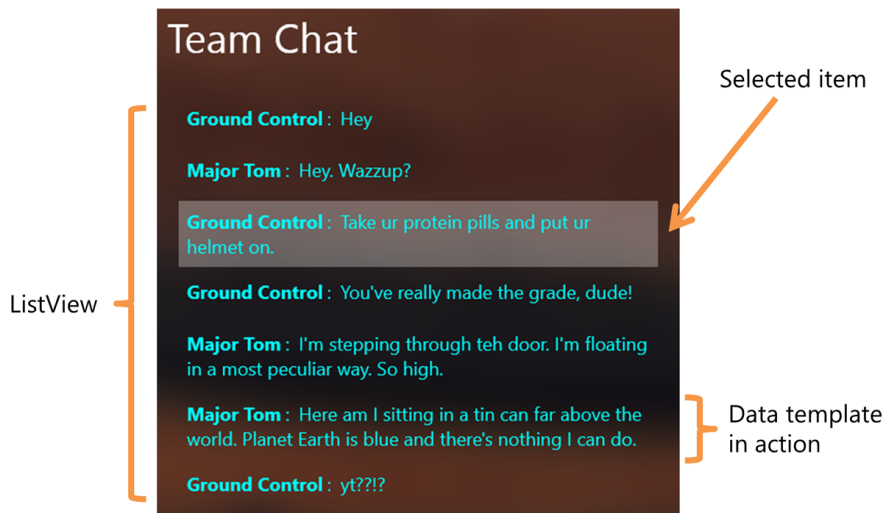 Team Chat
Selected item
Ground Control : Hey
Major Tom : Hey. Wazzup?
Ground Control : Take ur protein pills and put ur
helmet on.
Ground Control : You've really made the grade, dude!
ListView
Major Tom : I'm stepping through teh door. I'm floating
in a most peculiar way. So high.
Major Tom : Here am I sitting in a tin can far above the
world. Planet Earth is blue and there's nothing I can do.
Data template
in action
Ground Control : yt??!?